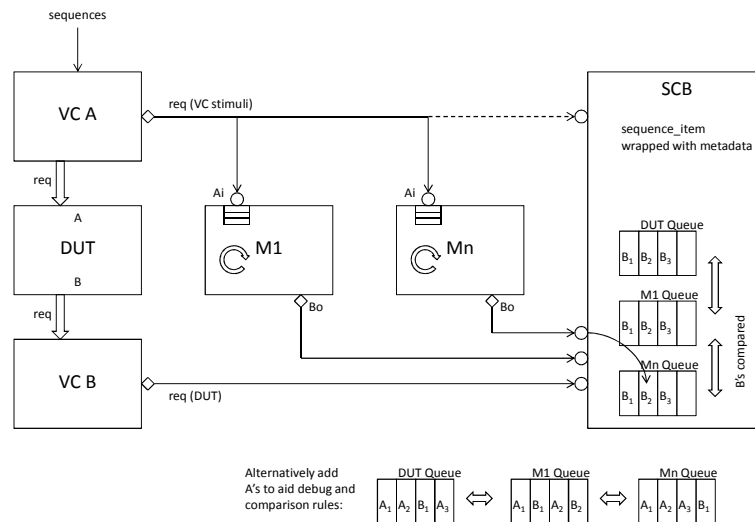 sequences
VC A
req (VC stimuli)
SCB
sequence_item
wrapped with metadata
req
Ai
Ai
A
DUT
B
M1
Mn
DUT Queue
B1 B2 B3
req
Bo
Bo
M1 Queue
B1 B2 B3
B's compared
VC B
req (DUT)
Mn Queue
B1 B2 B3
Alternatively add
A's to aid debug and
comparison rules:
DUT Queue
A1 A2 B1 A3
M1 Queue
A1 B1 A2 B2
Mn Queue
A1 A2 A3 B1